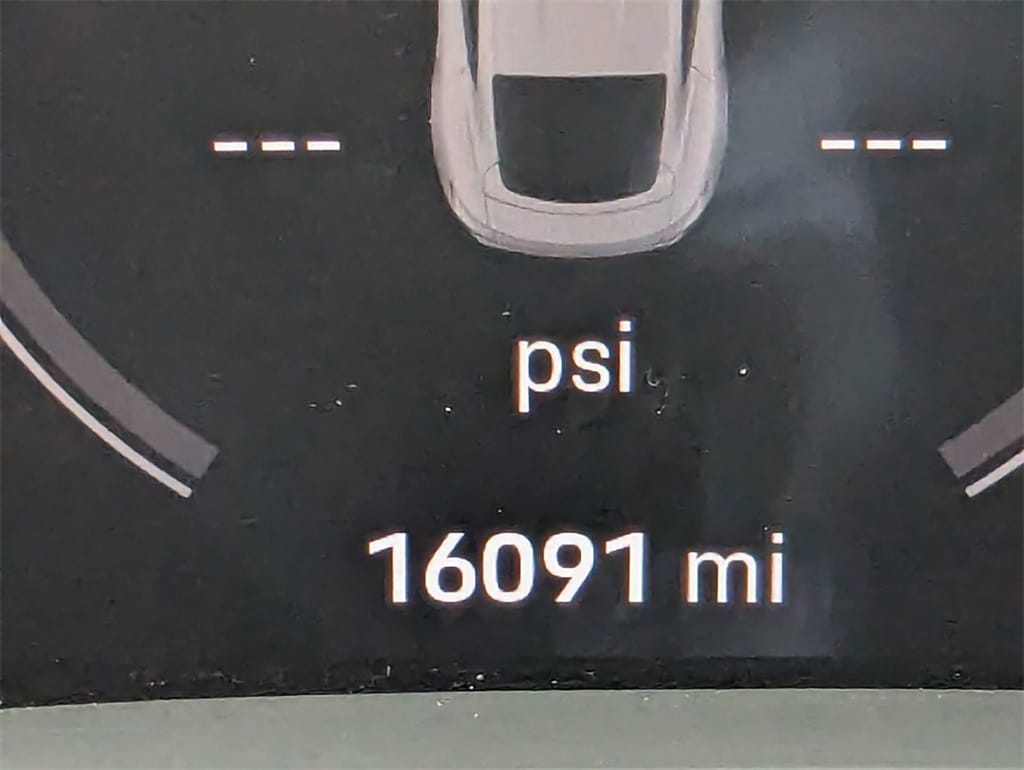 --- ---
psi
16091 mi